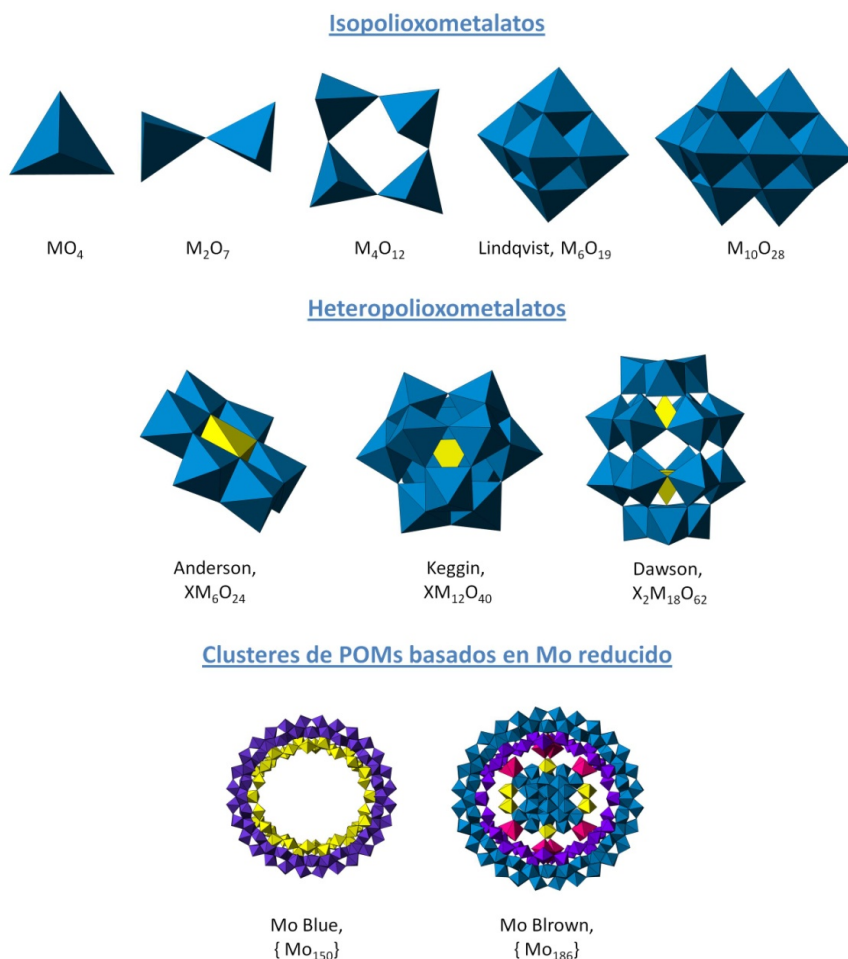 Isopolioxometalatos
MO₄ M₂O₇ M₄O₁₂ Lindqvist, M₆O₁₉ M₁₀O₂₈
Heteropolioxometalatos
Anderson, Keggin, Dawson,
XM₆O₂₄ XM₁₂O₄₀ X₂M₁₈O₆₂
Clusteres de POMs basados en Mo reducido
Mo Blue, Mo Blrown,
{ Mo₁₅₀} { Mo₁₈₆}